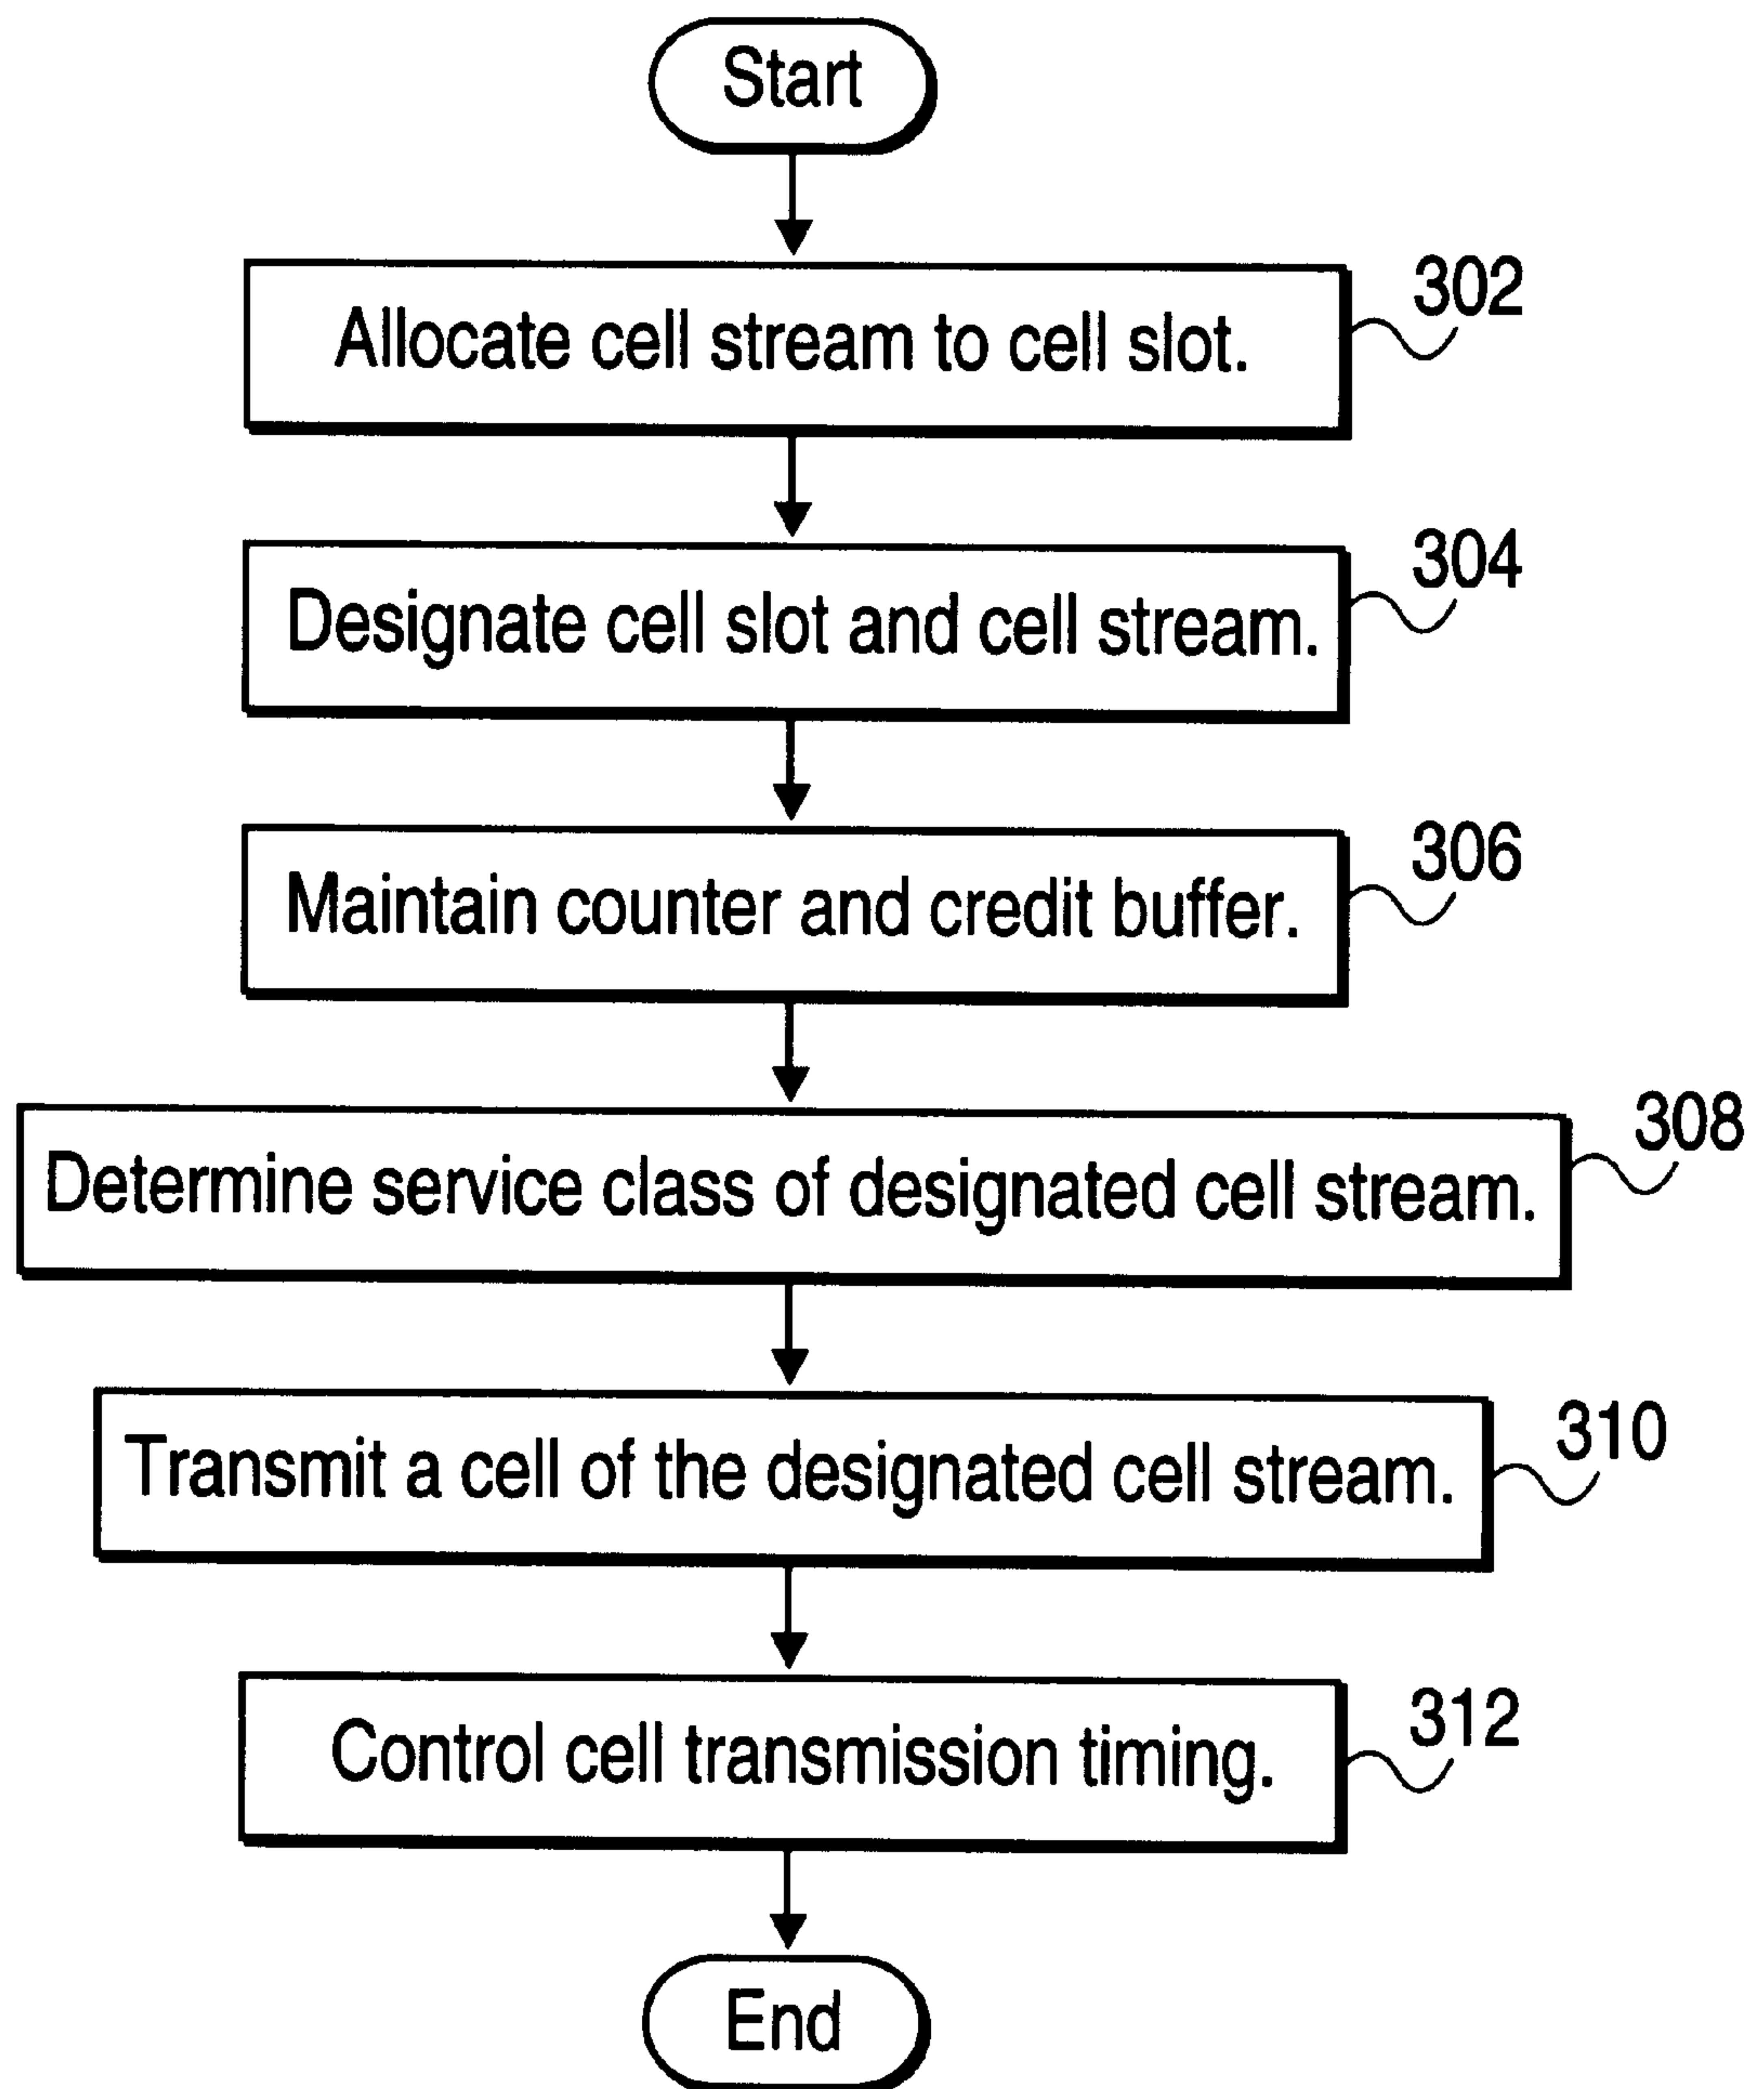 Start
Allocate cell stream to cell slot.
302
Designate cell slot and cell stream.
304
Maintain counter and credit buffer.
306
Determine service class of designated cell stream.
308
Transmit a cell of the designated cell stream.
310
Control cell transmission timing.
312
End